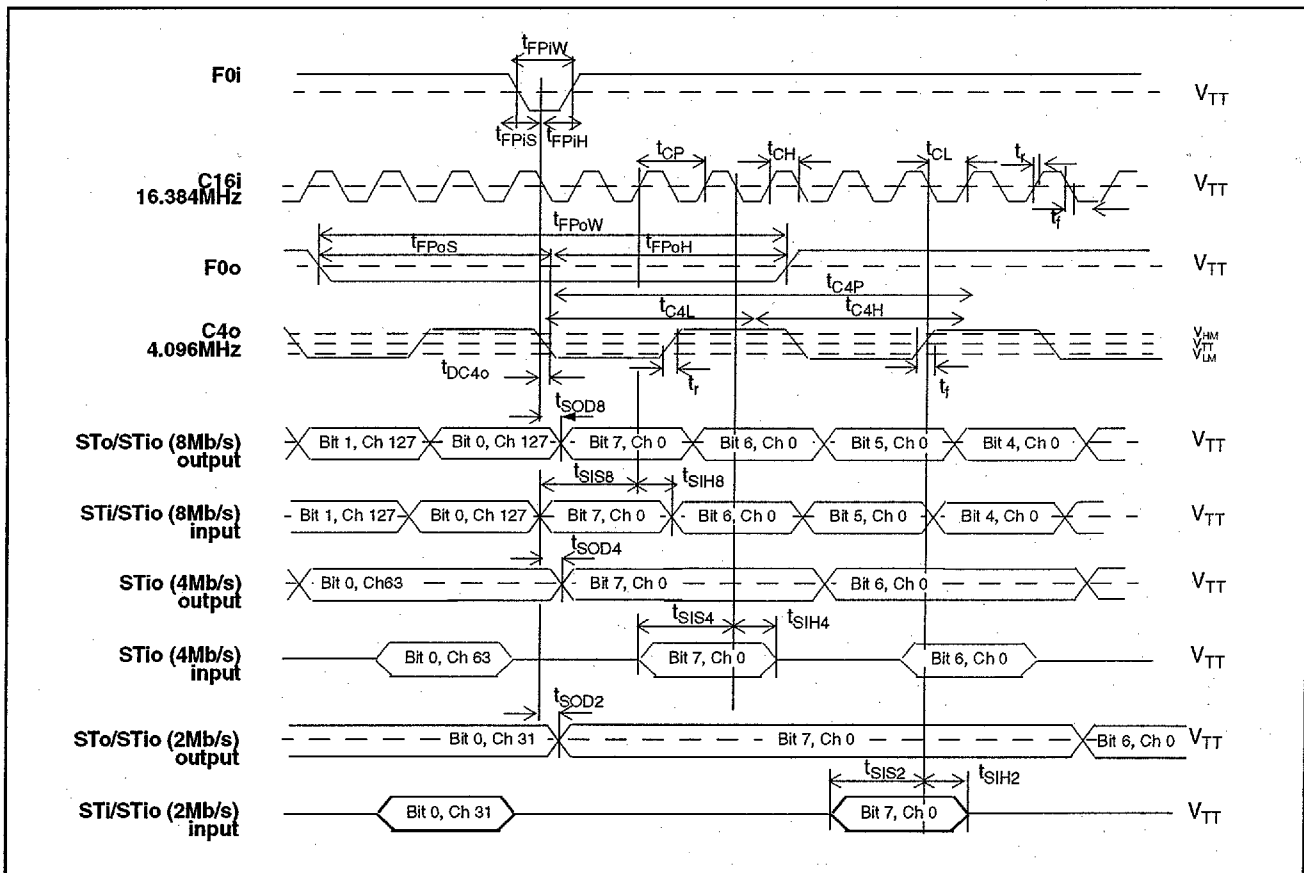 tFPiW
F0i
VTT
tFPiS tFPiH
tCP tCH tCL tr
C16i
16.384MHz
VTT
tf
tFPoW
tFPoS tFPoH
F0o
VTT
tC4P
tC4L tC4H
C4o
4.096MHz
VHM
VTT
VLM
tDC4o tr tf
tSOD8
STo/STio (8Mb/s)
output
Bit 1, Ch 127 Bit 0, Ch 127 Bit 7, Ch 0 Bit 6, Ch 0 Bit 5, Ch 0 Bit 4, Ch 0
VTT
tSIS8 tSIH8
STi/STio (8Mb/s)
input
Bit 1, Ch 127 Bit 0, Ch 127 Bit 7, Ch 0 Bit 6, Ch 0 Bit 5, Ch 0 Bit 4, Ch 0
VTT
tSOD4
STio (4Mb/s)
output
Bit 0, Ch63 Bit 7, Ch 0 Bit 6, Ch 0
VTT
tSIS4 tSIH4
STio (4Mb/s)
input
Bit 0, Ch 63 Bit 7, Ch 0 Bit 6, Ch 0
VTT
tSOD2
STo/STio (2Mb/s)
output
Bit 0, Ch 31 Bit 7, Ch 0 Bit 6, Ch 0
VTT
tSIS2 tSIH2
STi/STio (2Mb/s)
input
Bit 0, Ch 31 Bit 7, Ch 0
VTT